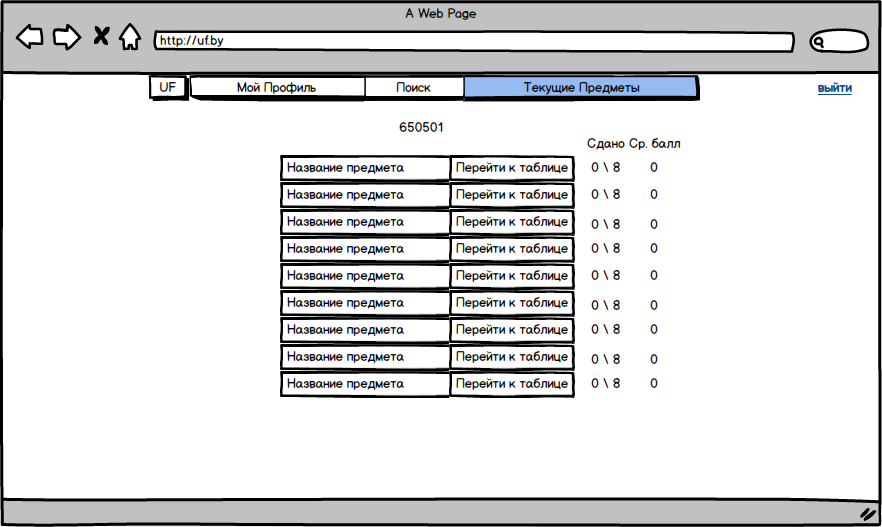 A Web Page
http://uf.by
UF Мой Профиль Поиск Текущие Предметы выйти
650501
Сдано Ср. балл
Название предмета Перейти к таблице 0 \ 8 0
Название предмета Перейти к таблице 0 \ 8 0
Название предмета Перейти к таблице 0 \ 8 0
Название предмета Перейти к таблице 0 \ 8 0
Название предмета Перейти к таблице 0 \ 8 0
Название предмета Перейти к таблице 0 \ 8 0
Название предмета Перейти к таблице 0 \ 8 0
Название предмета Перейти к таблице 0 \ 8 0
Название предмета Перейти к таблице 0 \ 8 0